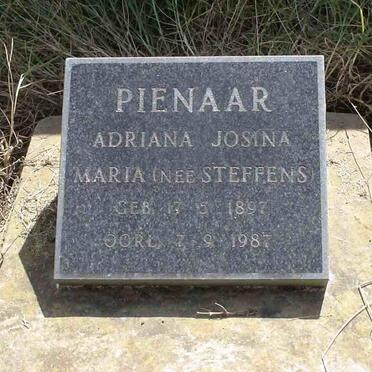 PIENAAR
ADRIANA JOSINA
MARIA (NEE STEFFENS)
GEB. 17·5·1897
OORL. 7·9·1987